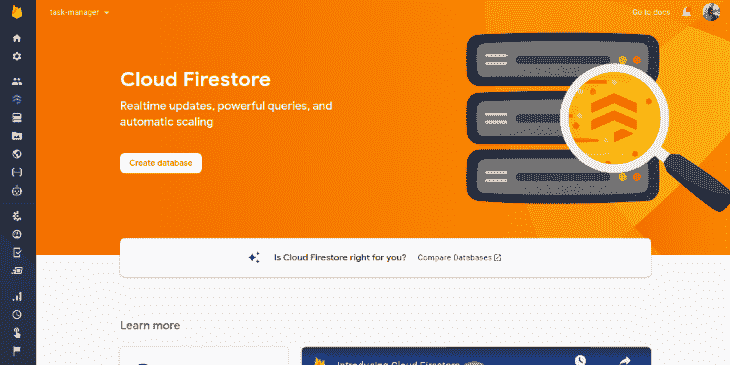 task-manager
Go to docs
Cloud Firestore
Realtime updates, powerful queries, and
automatic scaling
Create database
Is Cloud Firestore right for you?
Compare Databases
Learn more
Introducing Cloud Firestore